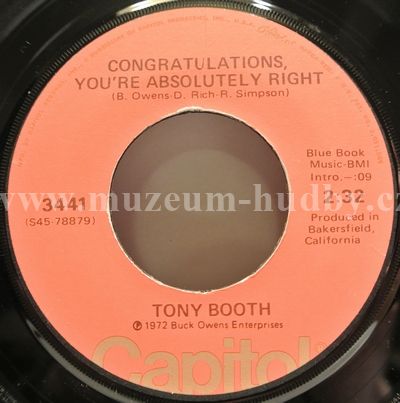 CONGRATULATIONS,
YOU'RE ABSOLUTELY RIGHT
(B. Owens-D. Rich-R. Simpson)
Blue Book
Music-BMI
Intro.–:09
3441
2:32
(S45-78879)
Produced in
Bakersfield,
California
www.muzeum-hudby.cz
TONY BOOTH
℗ 1972 Buck Owens Enterprises
Capitol®